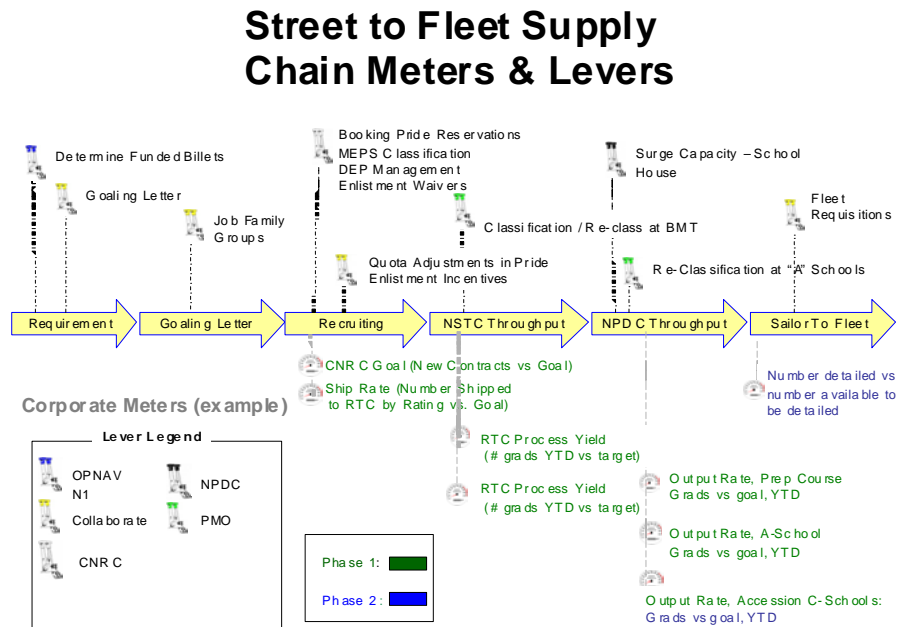 Street to Fleet Supply
Chain Meters & Levers
Determine Funded Billets
Goaling Letter
Job Family
Groups
Booking Pride Reservations
MEPS Classification
DEP Management
Enlistment Waivers
Quota Adjustments in Pride
Enlistment Incentives
Classification / Re-class at BMT
Surge Capacity – School
House
Re-Classification at “A” Schools
Fleet
Requisitions
Requirement
Goaling Letter
Recruiting
NSTC Throughput
NPDC Throughput
Sailor To Fleet
CNRC Goal (New Contracts vs Goal)
Ship Rate (Number Shipped
to RTC by Rating vs. Goal)
RTC Process Yield
(# grads YTD vs target)
RTC Process Yield
(# grads YTD vs target)
Output Rate, Prep Course
Grads vs goal, YTD
Output Rate, A-School
Grads vs goal, YTD
Output Rate, Accession C-Schools:
Grads vs goal, YTD
Number detailed vs
number available to
be detailed
Corporate Meters (example)
Lever Legend
OPNAV
N1
Collaborate
CNRC
NPDC
PMO
Phase 1:
Phase 2: